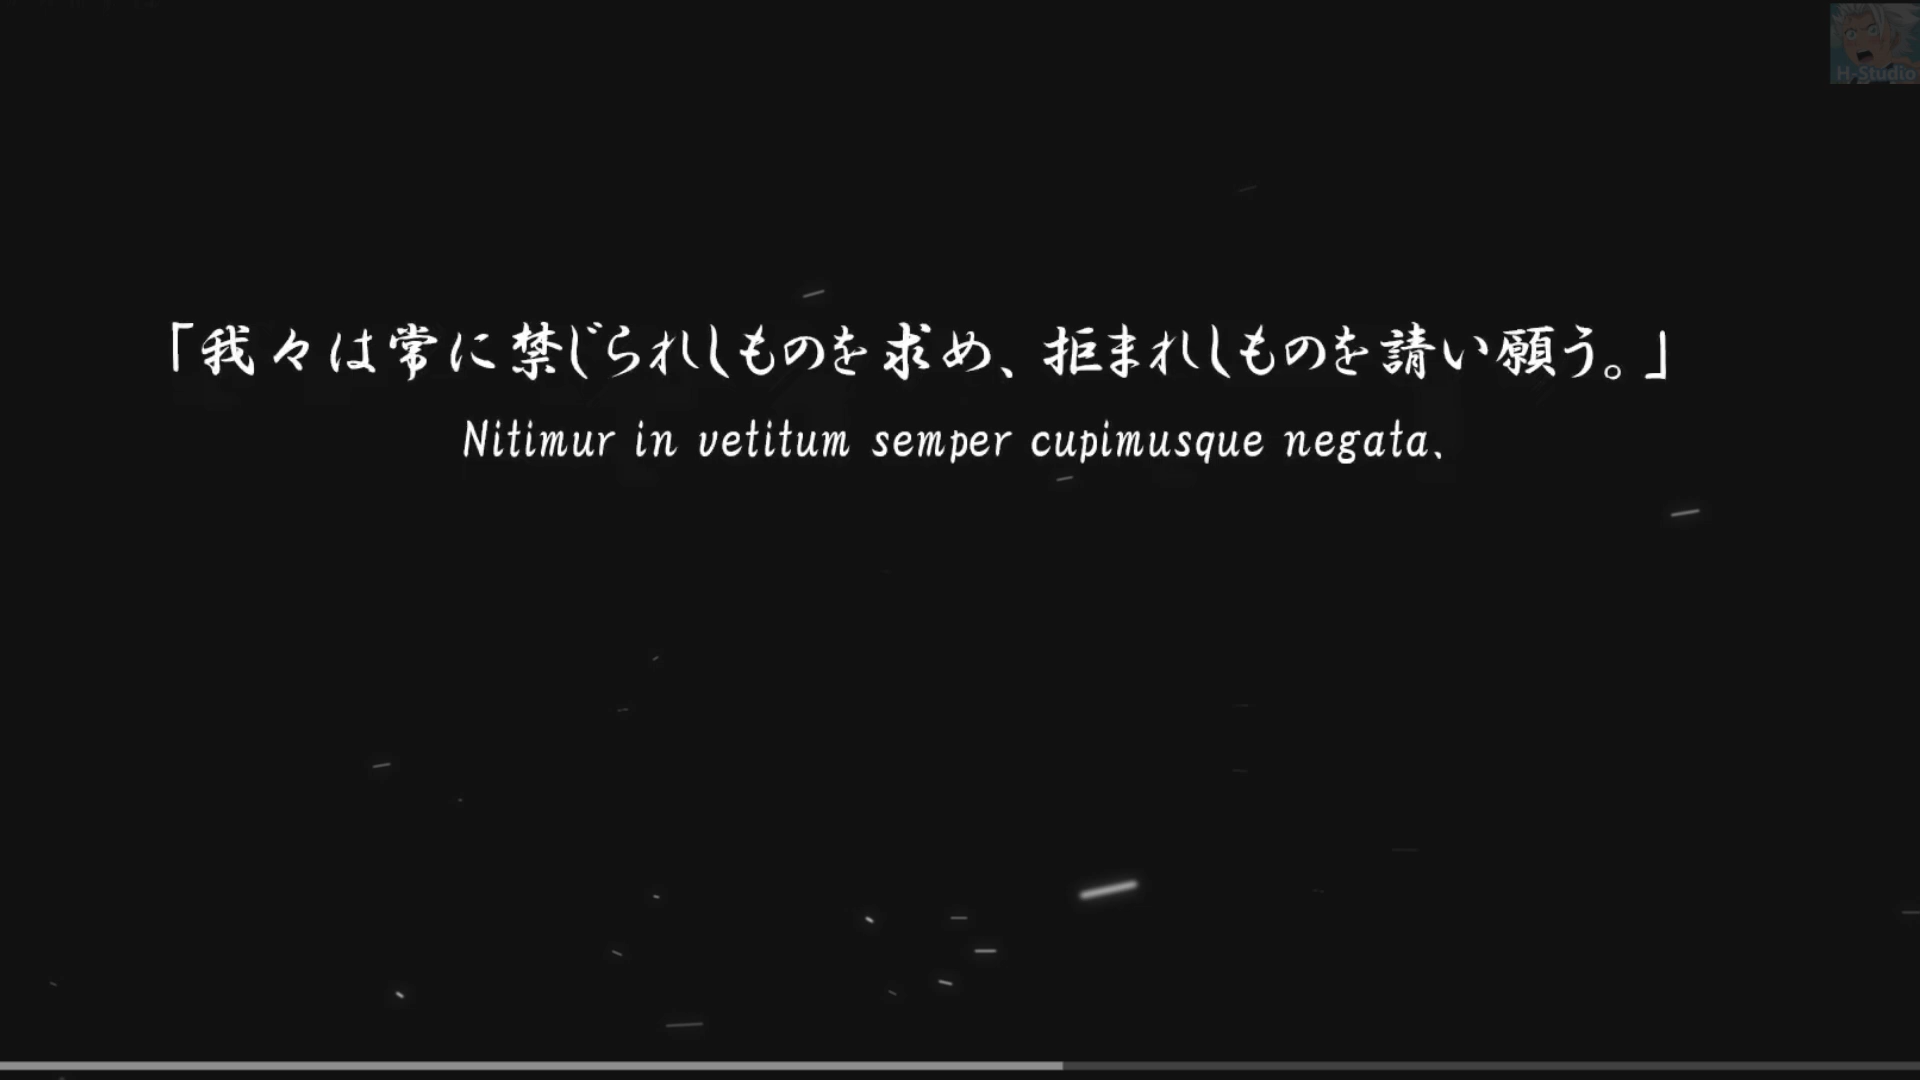 H-Studio
「我々は常に禁じられしものを求め、拒まれしものを請い願う。」
Nitimur in vetitum semper cupimusque negata.